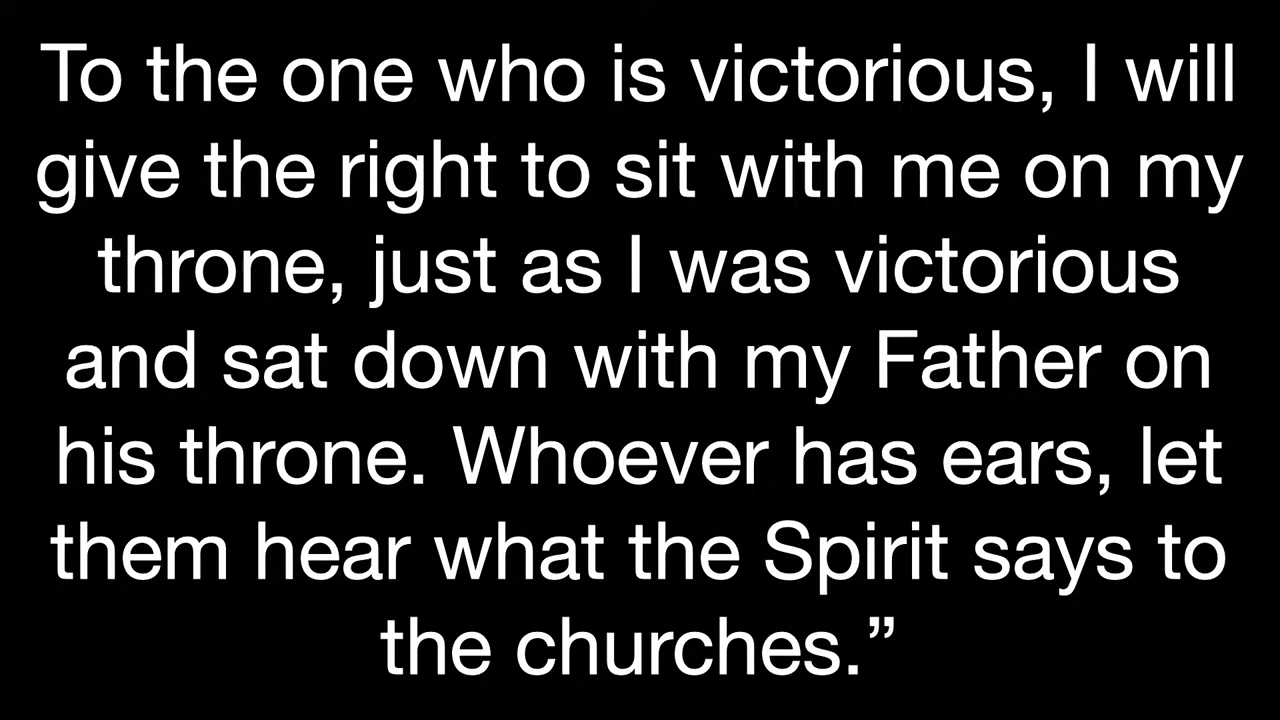 To the one who is victorious, I will
give the right to sit with me on my
throne, just as I was victorious
and sat down with my Father on
his throne. Whoever has ears, let
them hear what the Spirit says to
the churches.”